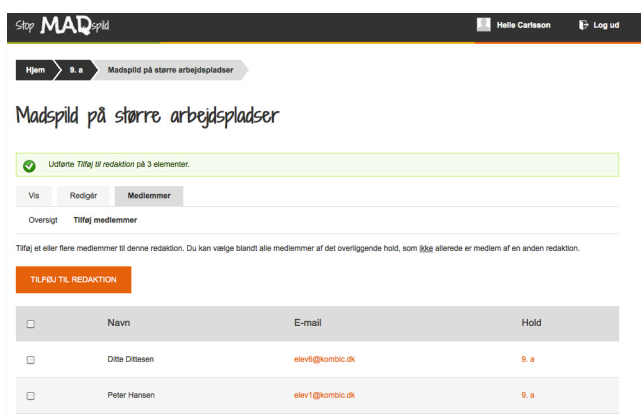 Stop MADspild
Helle Carlsson
Log ud
Hjem
9. a
Madspild på større arbejdspladser
Madspild på større arbejdspladser
Udførte Tilføj til redaktion på 3 elementer.
Vis Redigér Medlemmer
Oversigt Tilføj medlemmer
Tilføj et eller flere medlemmer til denne redaktion. Du kan vælge blandt alle medlemmer af det overliggende hold, som ikke allerede er medlem af en anden redaktion.
TILFØJ TIL REDAKTION
Navn E-mail Hold
Ditte Dittesen elev6@kombic.dk 9. a
Peter Hansen elev1@kombic.dk 9. a